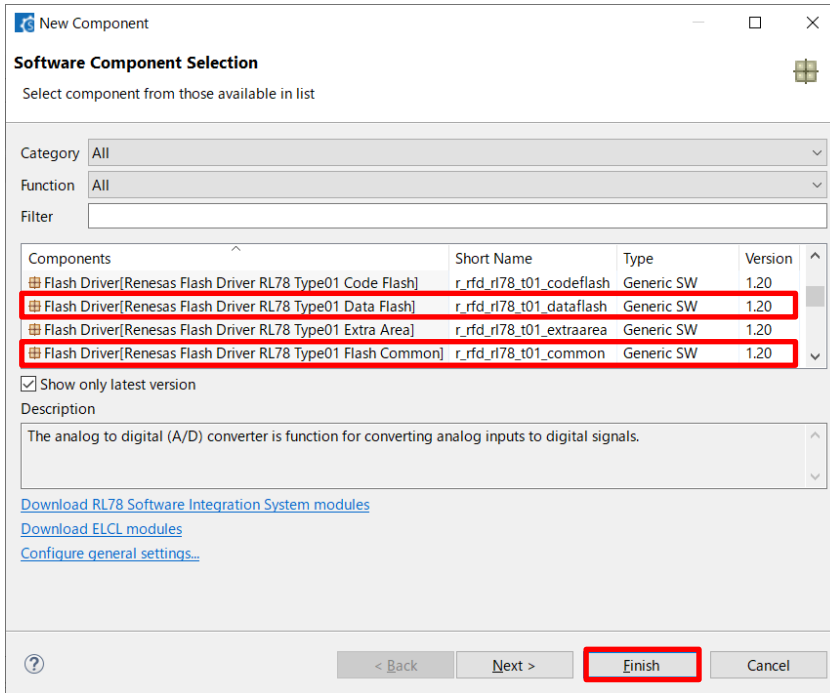 New Component
Software Component Selection
Select component from those available in list
Category All
Function All
Filter
Components Short Name Type Version
Flash Driver[Renesas Flash Driver RL78 Type01 Code Flash] r_rfd_rl78_t01_codeflash Generic SW 1.20
Flash Driver[Renesas Flash Driver RL78 Type01 Data Flash] r_rfd_rl78_t01_dataflash Generic SW 1.20
Flash Driver[Renesas Flash Driver RL78 Type01 Extra Area] r_rfd_rl78_t01_extraarea Generic SW 1.20
Flash Driver[Renesas Flash Driver RL78 Type01 Flash Common] r_rfd_rl78_t01_common Generic SW 1.20
Show only latest version
Description
The analog to digital (A/D) converter is function for converting analog inputs to digital signals.
Download RL78 Software Integration System modules
Download ELCL modules
Configure general settings...
? < Back Next > Finish Cancel